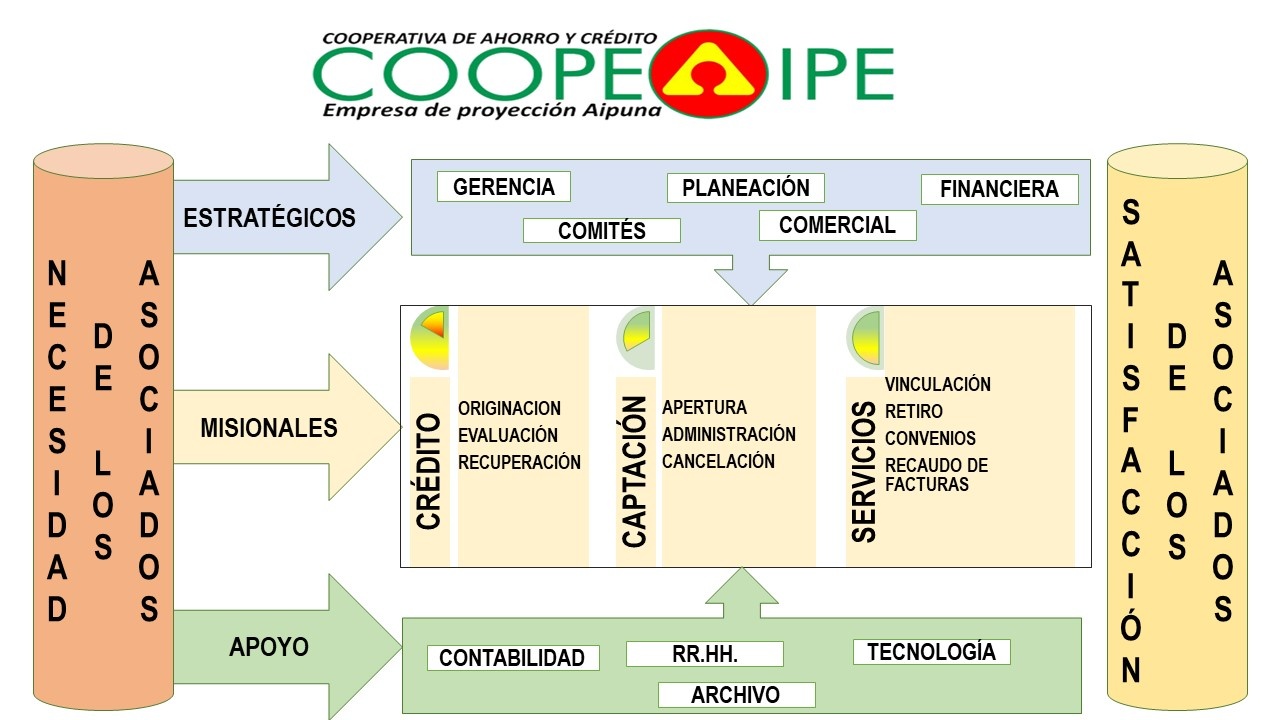 COOPERATIVA DE AHORRO Y CRÉDITO
COOPEAIPE
Empresa de proyección Aipuna
NECESIDAD
DE LOS
ASOCIADOS
ESTRATÉGICOS
GERENCIA
PLANEACIÓN
FINANCIERA
COMITÉS
COMERCIAL
MISIONALES
CRÉDITO
ORIGINACION
EVALUACIÓN
RECUPERACIÓN
CAPTACIÓN
APERTURA
ADMINISTRACIÓN
CANCELACIÓN
SERVICIOS
VINCULACIÓN
RETIRO
CONVENIOS
RECAUDO DE
FACTURAS
APOYO
CONTABILIDAD
RR.HH.
TECNOLOGÍA
ARCHIVO
SATISFACCIÓN
DE LOS
ASOCIADOS